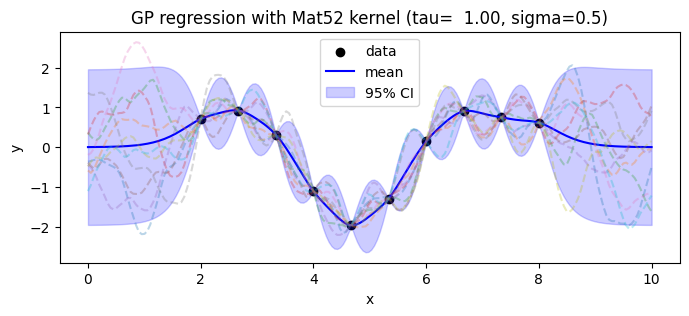 GP regression with Mat52 kernel (tau=  1.00, sigma=0.5)
data
mean
95% CI
y
2
1
0
−1
−2
0 2 4 6 8 10
x